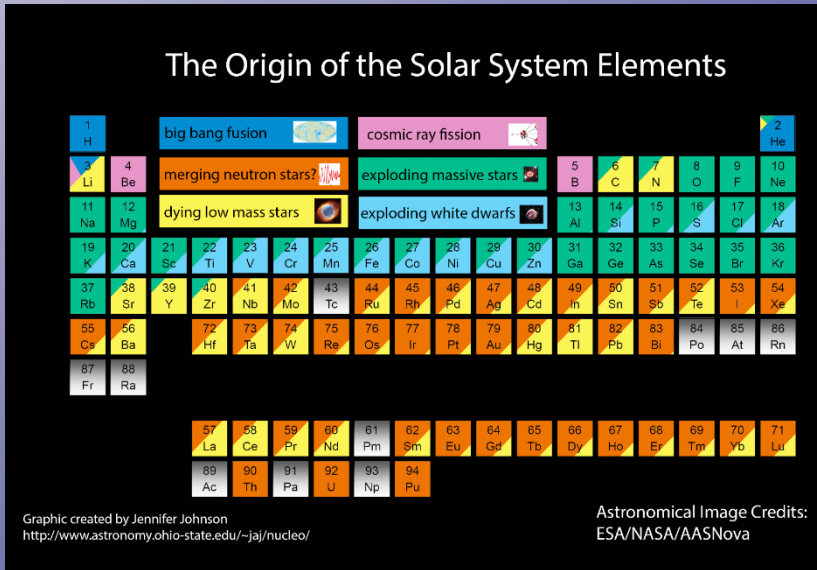 The Origin of the Solar System Elements
1 2
H big bang fusion cosmic ray fission He
3 4 merging neutron stars? exploding massive stars 5 6 7 8 9 10
Li Be B C N O F Ne
11 12 dying low mass stars exploding white dwarfs 13 14 15 16 17 18
Na Mg Al Si P S Cl Ar
19 20 21 22 23 24 25 26 27 28 29 30 31 32 33 34 35 36
K Ca Sc Ti V Cr Mn Fe Co Ni Cu Zn Ga Ge As Se Br Kr
37 38 39 40 41 42 43 44 45 46 47 48 49 50 51 52 53 54
Rb Sr Y Zr Nb Mo Tc Ru Rh Pd Ag Cd In Sn Sb Te I Xe
55 56 72 73 74 75 76 77 78 79 80 81 82 83 84 85 86
Cs Ba Hf Ta W Re Os Ir Pt Au Hg Tl Pb Bi Po At Rn
87 88
Fr Ra
57 58 59 60 61 62 63 64 65 66 67 68 69 70 71
La Ce Pr Nd Pm Sm Eu Gd Tb Dy Ho Er Tm Yb Lu
89 90 91 92 93 94
Ac Th Pa U Np Pu
Graphic created by Jennifer Johnson
http://www.astronomy.ohio-state.edu/~jaj/nucleo/
Astronomical Image Credits:
ESA/NASA/AASNova